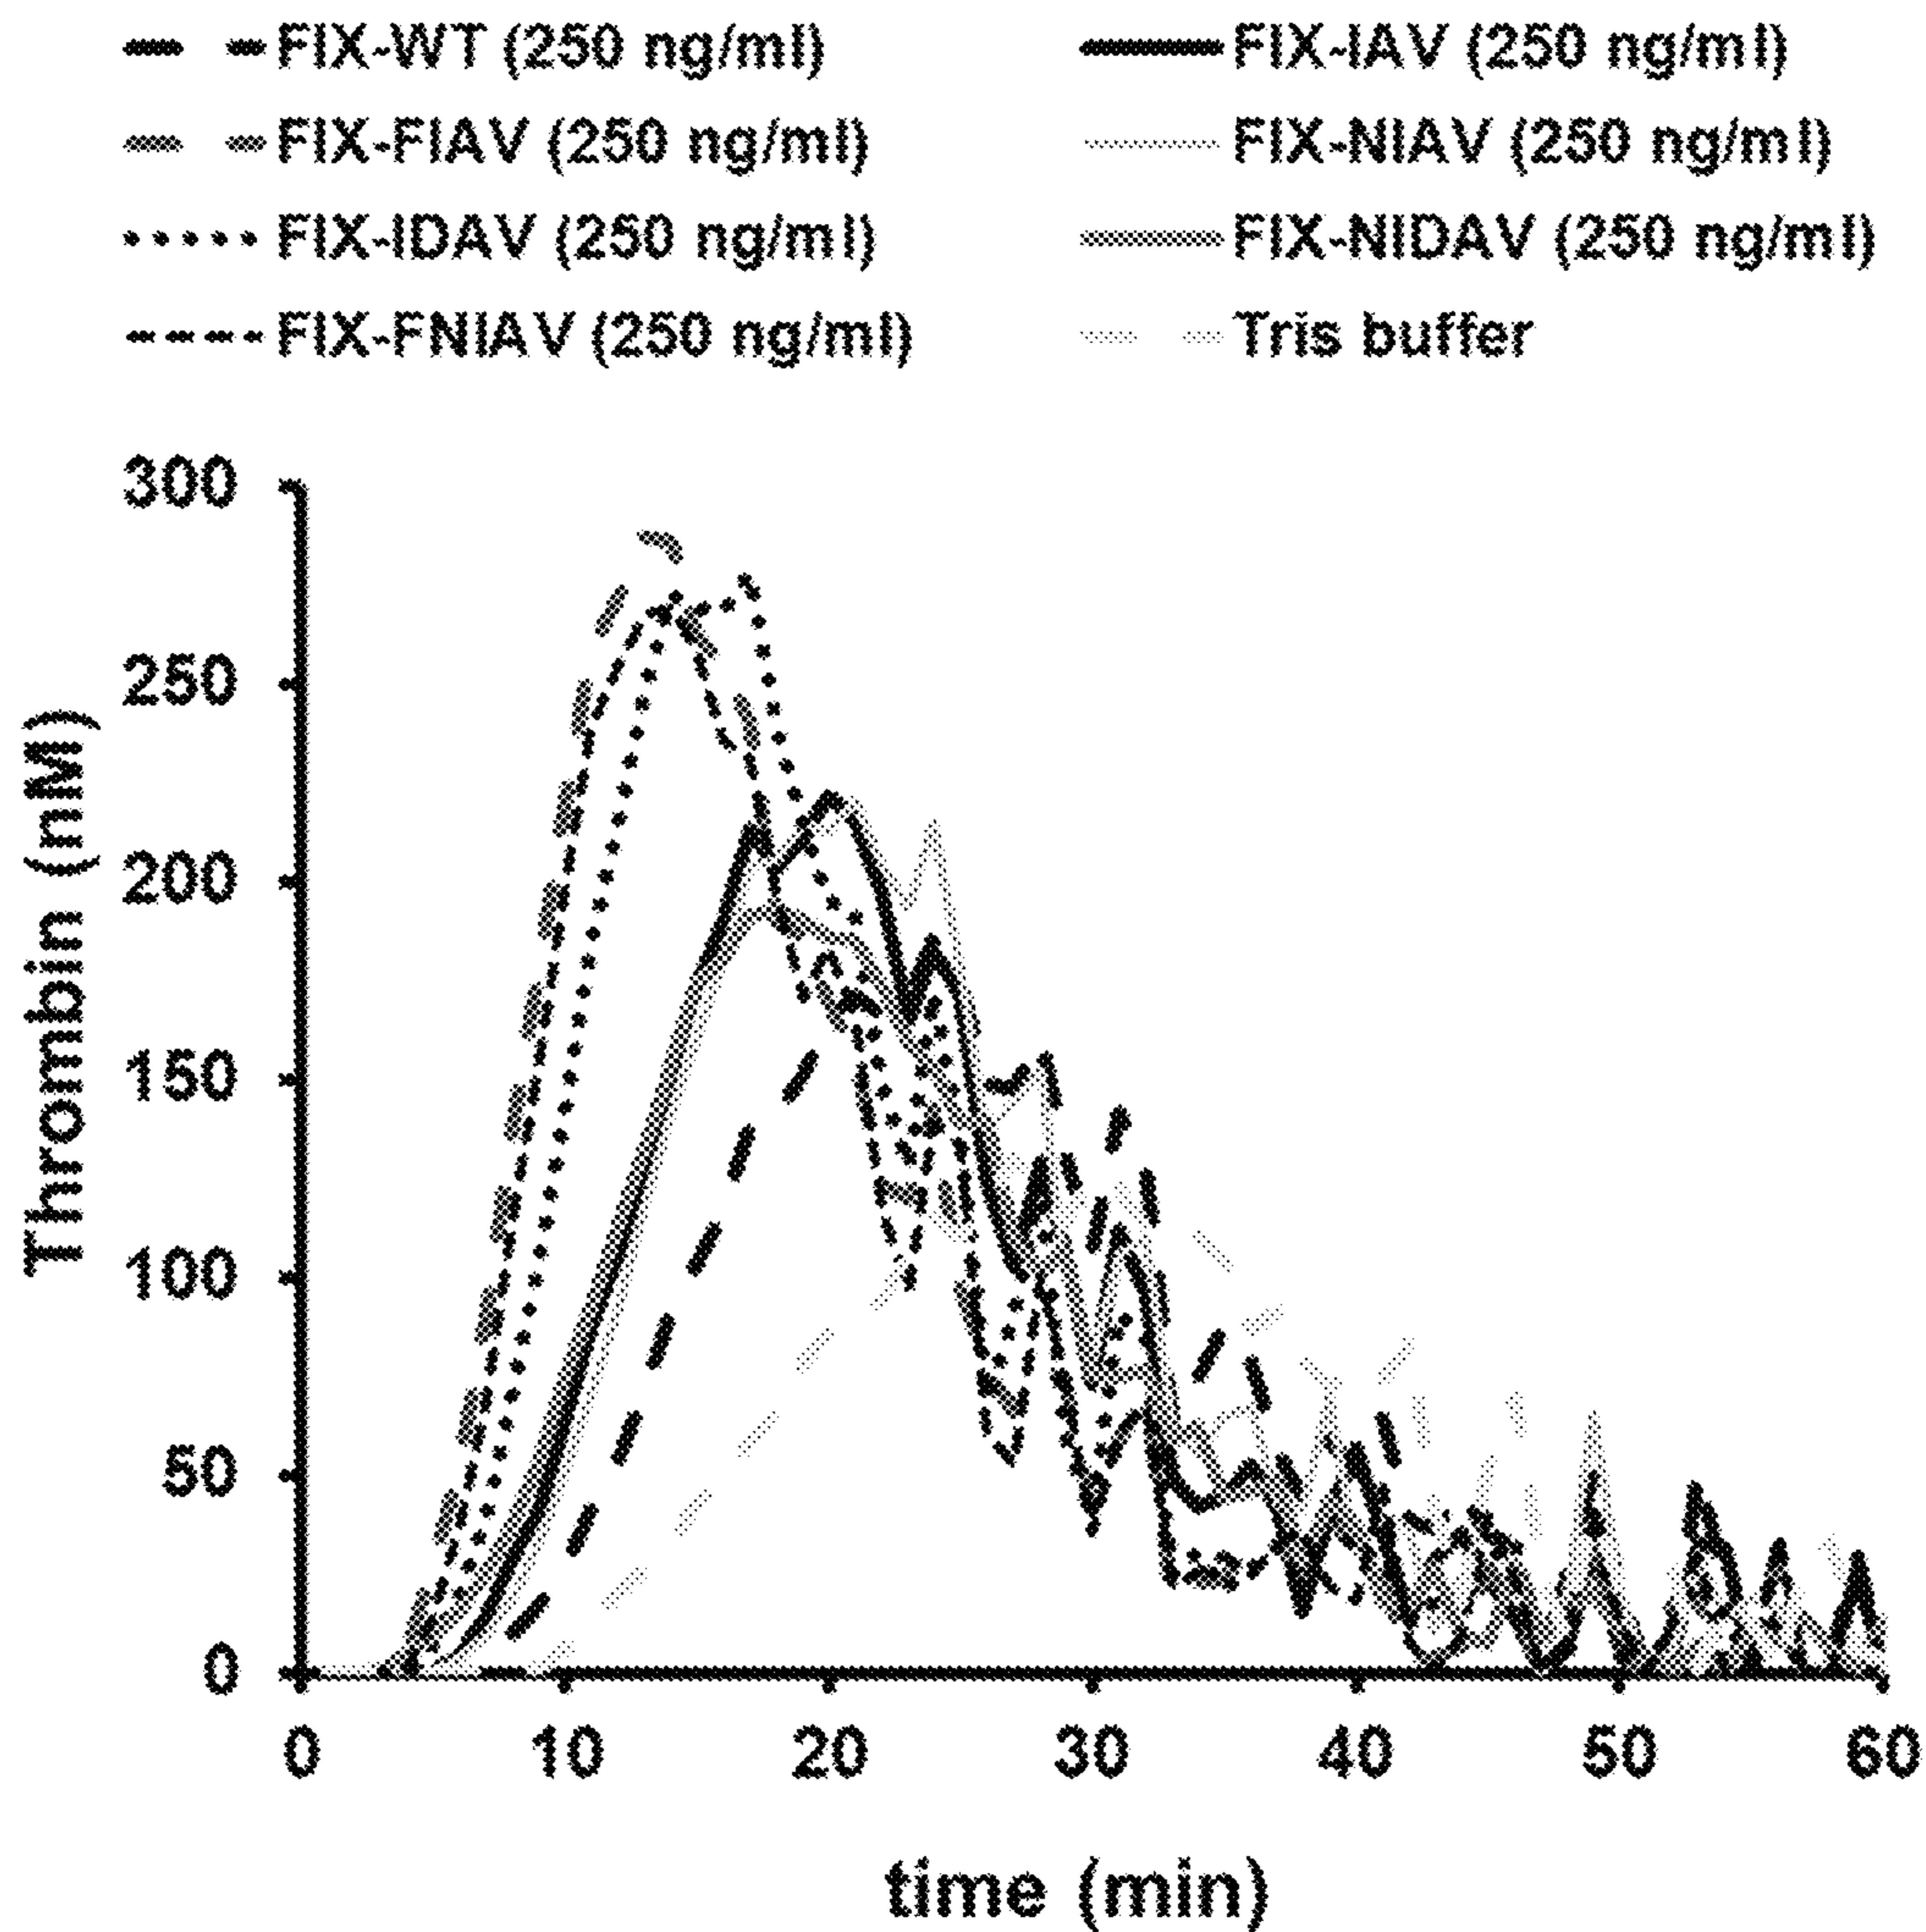 FIX-WT (250 ng/ml) FIX-IAV (250 ng/ml)
FIX-FIAV (250 ng/ml) FIX-NIAV (250 ng/ml)
FIX-IDAV (250 ng/ml) FIX-NIDAV (250 ng/ml)
FIX-FNIAV (250 ng/ml) Tris buffer
Thrombin (nM)
300
250
200
150
100
50
0
0 10 20 30 40 50 60
time (min)